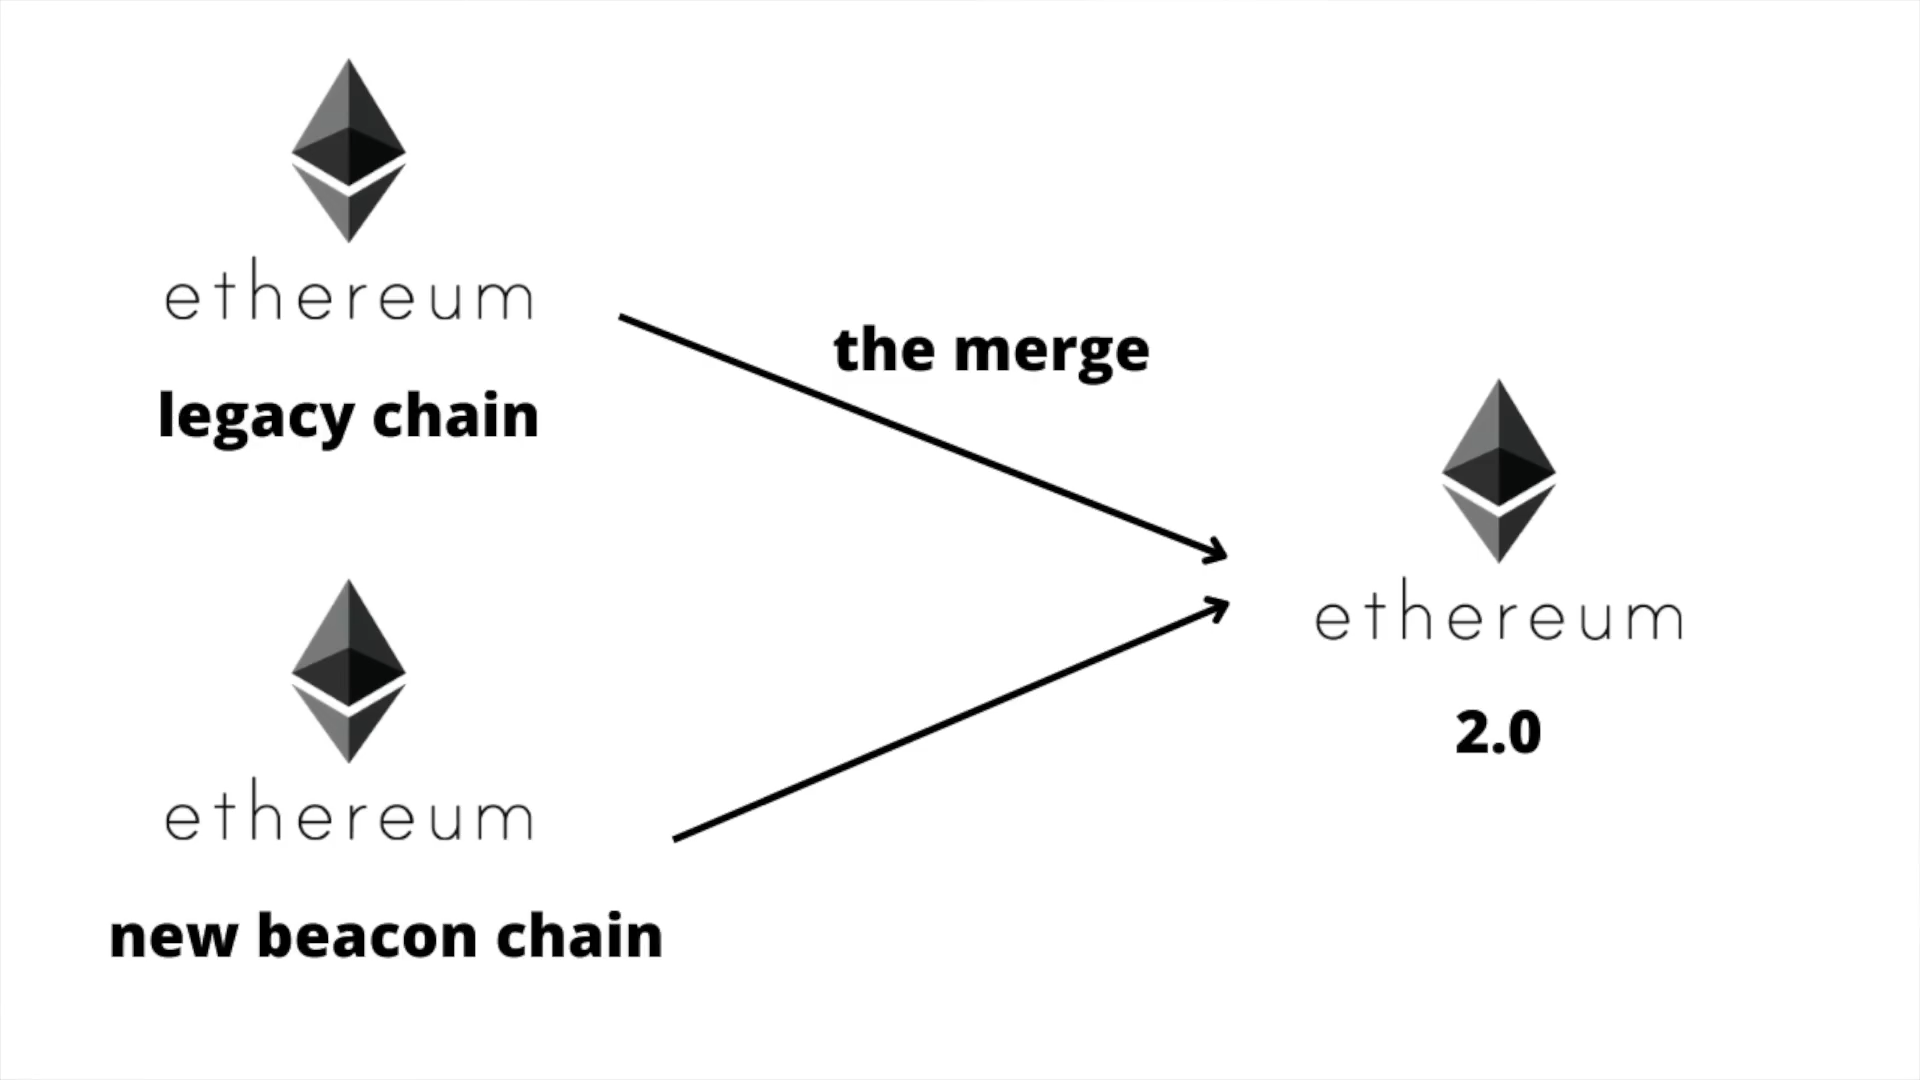 ethereum
legacy chain
the merge
ethereum
new beacon chain
ethereum
2.0